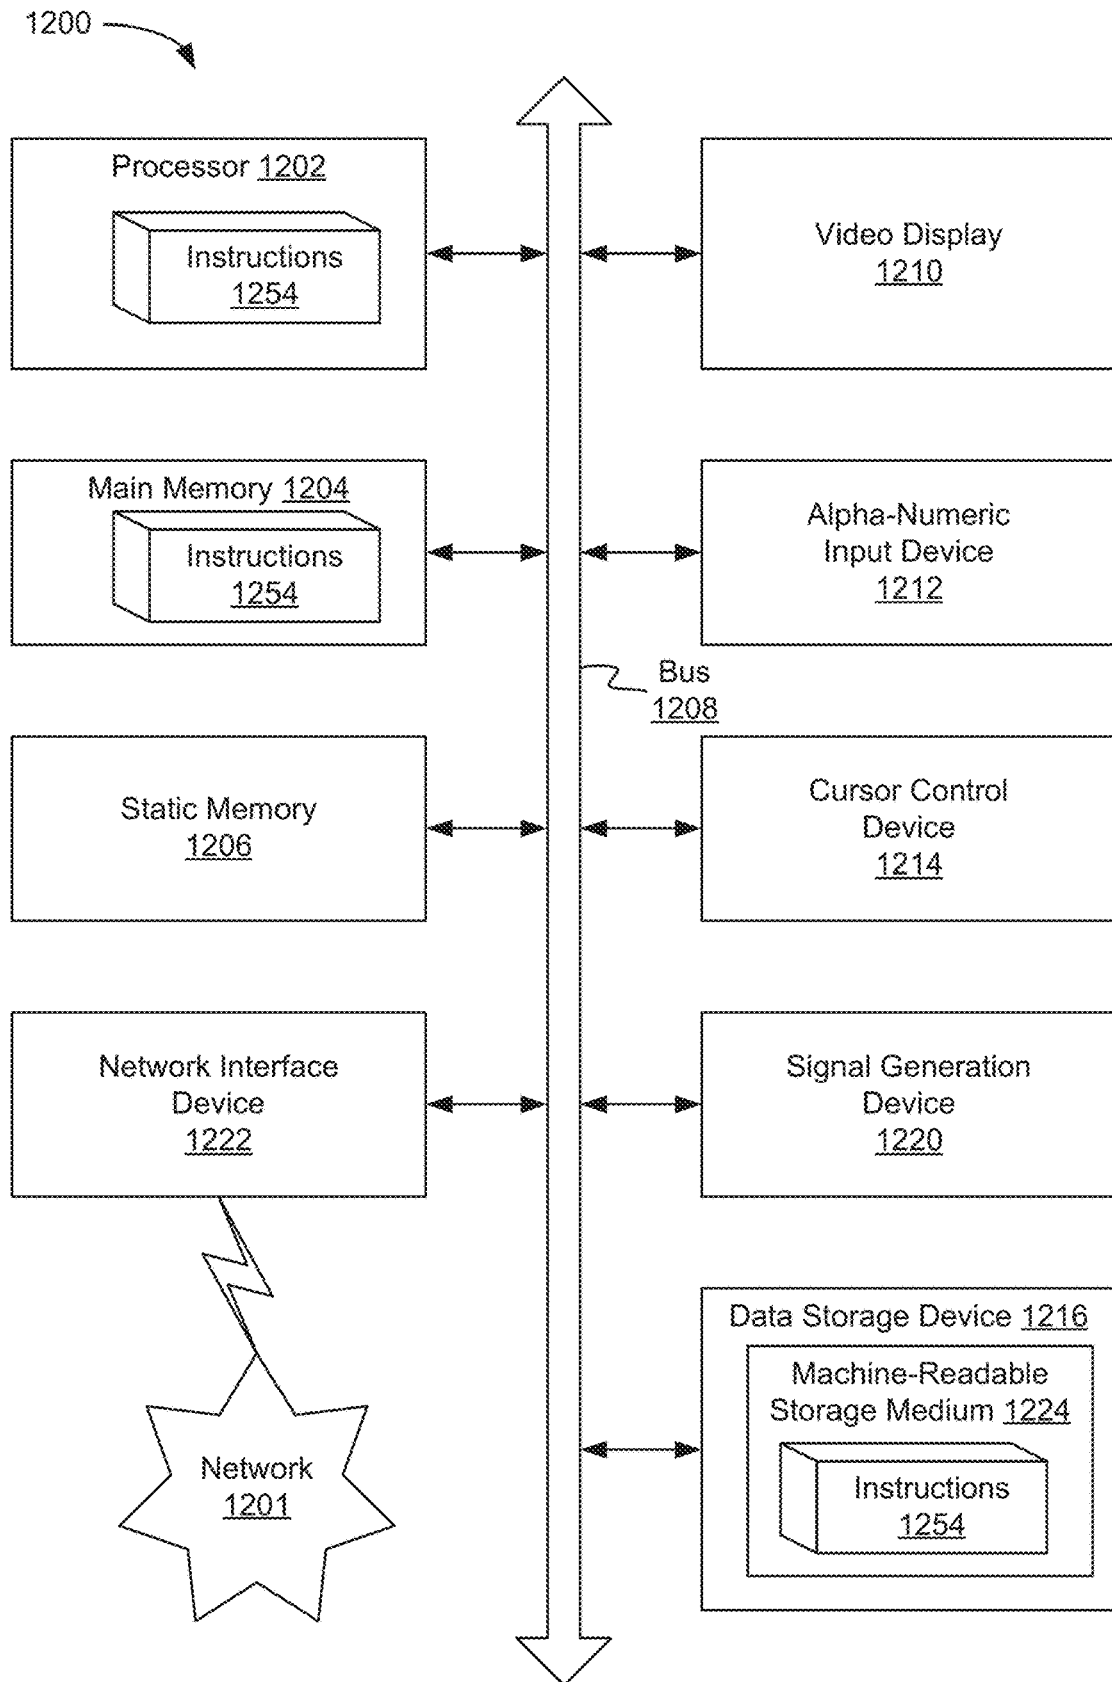 1200
Processor 1202
Instructions
1254
Video Display
1210
Main Memory 1204
Instructions
1254
Alpha-Numeric
Input Device
1212
Bus
1208
Static Memory
1206
Cursor Control
Device
1214
Network Interface
Device
1222
Signal Generation
Device
1220
Data Storage Device 1216
Machine-Readable
Storage Medium 1224
Instructions
1254
Network
1201